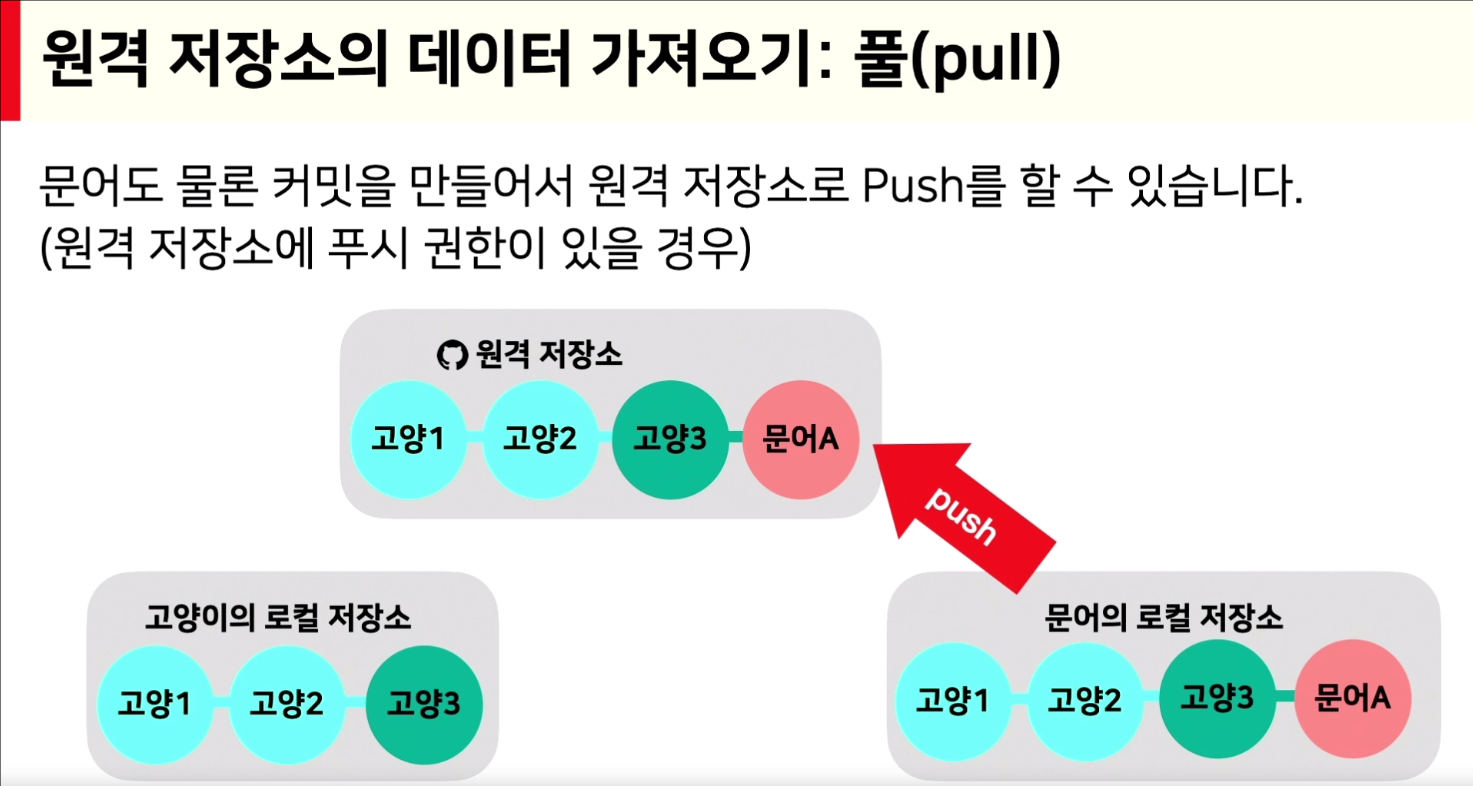 원격 저장소의 데이터 가져오기: 풀(pull)
문어도 물론 커밋을 만들어서 원격 저장소로 Push를 할 수 있습니다.
(원격 저장소에 푸시 권한이 있을 경우)
원격 저장소
고양1 고양2 고양3 문어A
push
고양이의 로컬 저장소
고양1 고양2 고양3
문어의 로컬 저장소
고양1 고양2 고양3 문어A